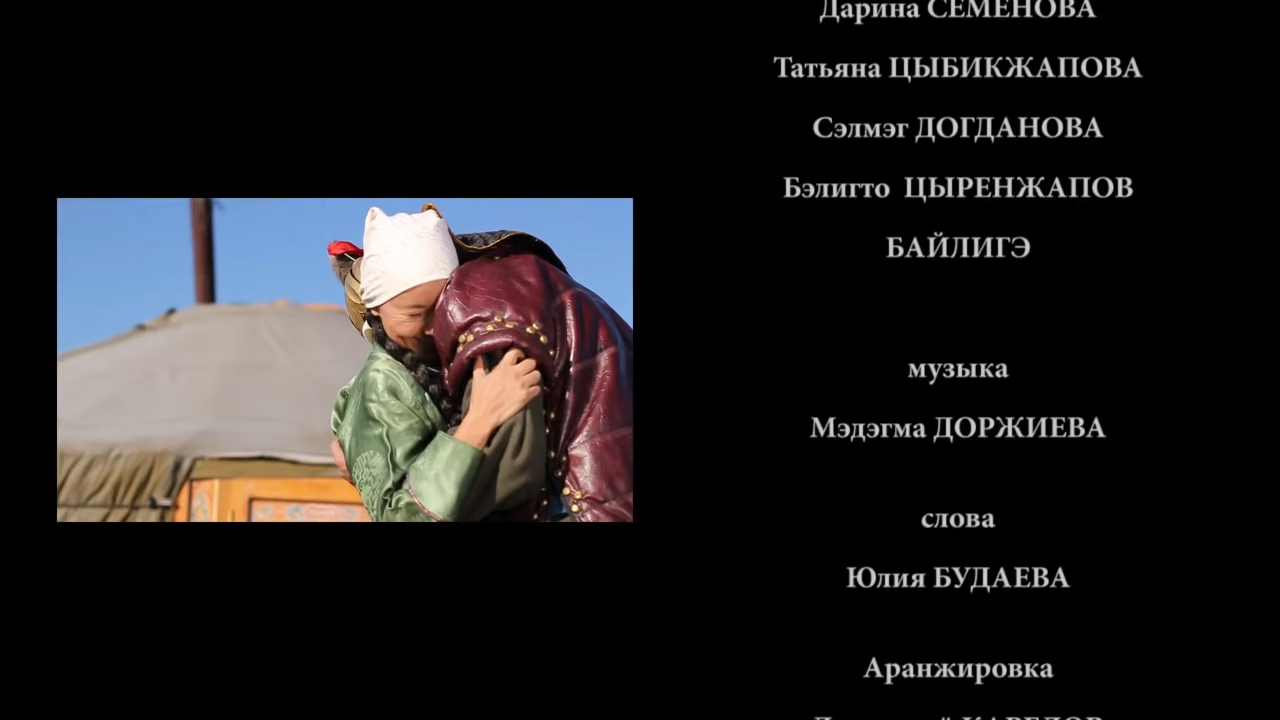 Дарина СЕМЕНОВА
Татьяна ЦЫБИКЖАПОВА
Сэлмэг ДОГДАНОВА
Бэлигто ЦЫРЕНЖАПОВ
БАЙЛИГЭ
музыка
Мэдэгма ДОРЖИЕВА
слова
Юлия БУДАЕВА
Аранжировка